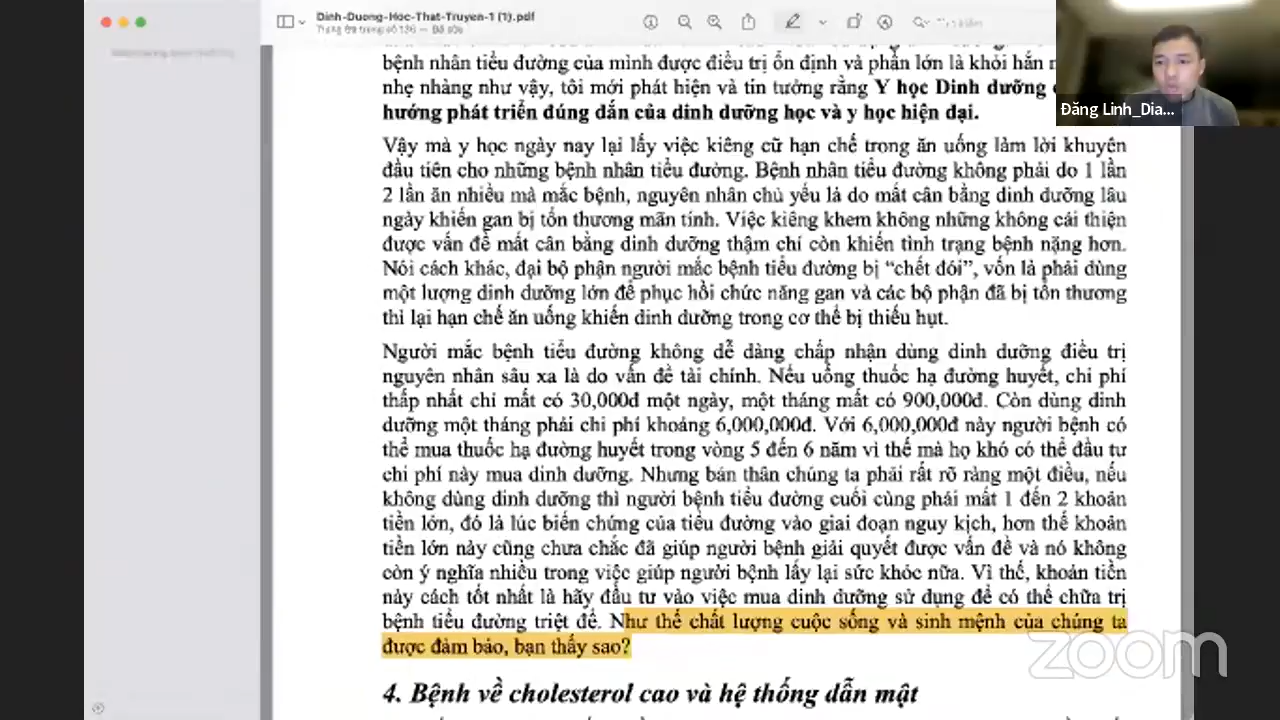 Dinh-Duong-Hoc-That-Truyen-1 (1).pdf
bệnh nhân tiểu đường của mình được điều trị ổn định và phần lớn là khỏi hẳn
nhẹ nhàng như vậy, tôi mới phát hiện và tin tưởng rằng Y học Dinh dưỡng
hướng phát triển đúng đắn của dinh dưỡng học và y học hiện đại.
Đăng Linh_Dia...
Vậy mà y học ngày nay lại lấy việc kiêng cữ hạn chế trong ăn uống làm lời khuyên
đầu tiên cho những bệnh nhân tiểu đường. Bệnh nhân tiểu đường không phải do 1 lần
2 lần ăn nhiều mà mắc bệnh, nguyên nhân chủ yếu là do mất cân bằng dinh dưỡng lâu
ngày khiến gan bị tổn thương mãn tính. Việc kiêng khem không những không cải thiện
được vấn đề mất cân bằng dinh dưỡng thậm chí còn khiến tình trạng bệnh nặng hơn.
Nói cách khác, đại bộ phận người mắc bệnh tiểu đường bị “chết đói”, vốn là phải dùng
một lượng dinh dưỡng lớn để phục hồi chức năng gan và các bộ phận đã bị tổn thương
thì lại hạn chế ăn uống khiến dinh dưỡng trong cơ thể bị thiếu hụt.
Người mắc bệnh tiểu đường không dễ dàng chấp nhận dùng dinh dưỡng điều trị
nguyên nhân sâu xa là do vấn đề tài chính. Nếu uống thuốc hạ đường huyết, chi phí
thấp nhất chỉ mất có 30,000đ một ngày, một tháng mất có 900,000đ. Còn dùng dinh
dưỡng một tháng phải chi phí khoảng 6,000,000đ. Với 6,000,000đ này người bệnh có
thể mua thuốc hạ đường huyết trong vòng 5 đến 6 năm vì thế mà họ khó có thể đầu tư
chi phí này mua dinh dưỡng. Nhưng bản thân chúng ta phải rất rõ ràng một điều, nếu
không dùng dinh dưỡng thì người bệnh tiểu đường cuối cùng phải mất 1 đến 2 khoản
tiền lớn, đó là lúc biến chứng của tiểu đường vào giai đoạn nguy kịch, hơn thế khoản
tiền lớn này cũng chưa chắc đã giúp người bệnh giải quyết được vấn đề và nó không
còn ý nghĩa nhiều trong việc giúp người bệnh lấy lại sức khỏe nữa. Vì thế, khoản tiền
này cách tốt nhất là hãy đầu tư vào việc mua dinh dưỡng sử dụng để có thể chữa trị
bệnh tiểu đường triệt để. Như thế chất lượng cuộc sống và sinh mệnh của chúng ta
được đảm bảo, bạn thấy sao?
zoom
4. Bệnh về cholesterol cao và hệ thống dẫn mật